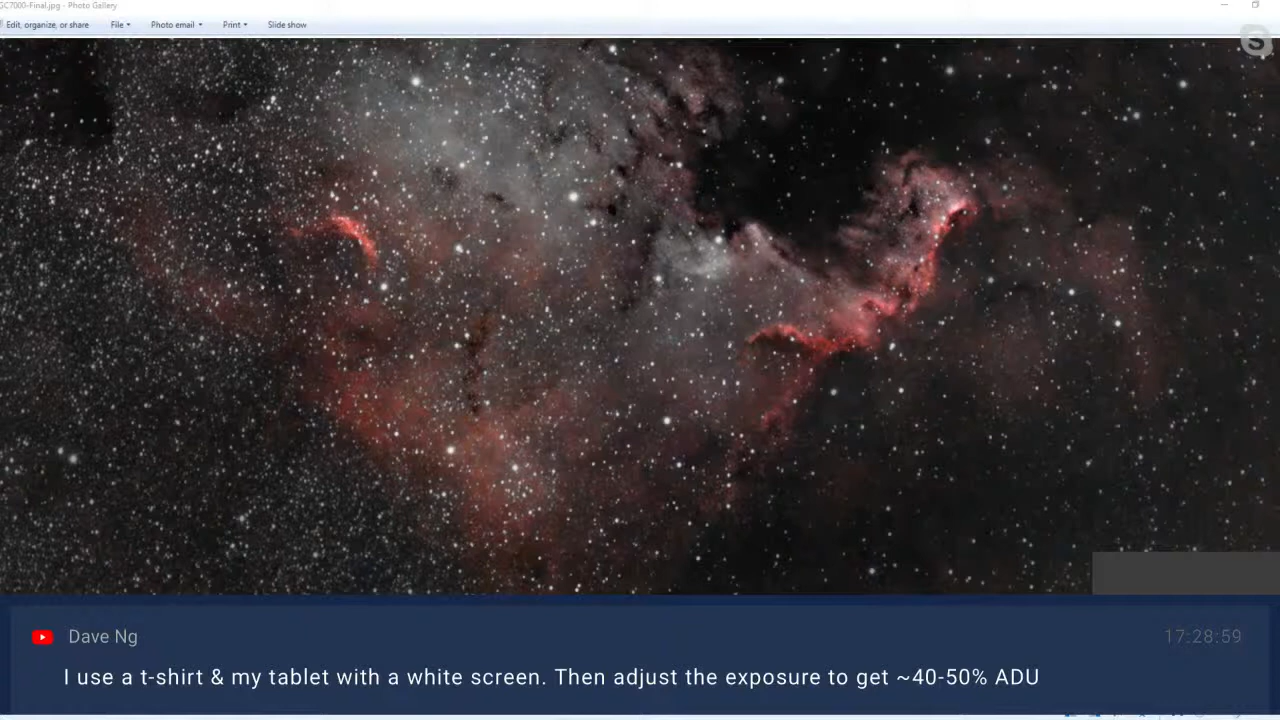 GC7000-Final.jpg - Photo Gallery
Edit, organize, or share File Photo email Print Slide show
S
Dave Ng 17:28:59
I use a t-shirt & my tablet with a white screen. Then adjust the exposure to get ~40-50% ADU